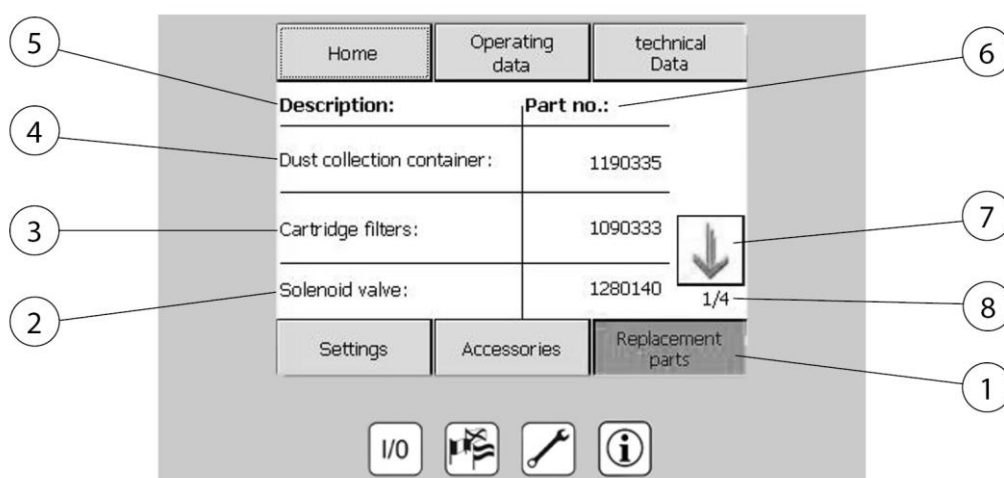 5
4
3
2
Home
Operating
data
technical
Data
Description:
Part no.:
Dust collection container:
1190335
Cartridge filters:
1090333
Solenoid valve:
1280140
1/4
Settings
Accessories
Replacement
parts
I/0
i
6
7
8
1